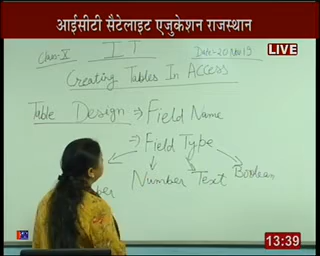 आईसीटी सैटेलाइट एजुकेशन राजस्थान
Class-X IT Date-20 Nov 19
LIVE
Creating Tables In Access
Table Design ⇒ Field Name
⇒ Field Type
Number Text Boolean
13:39